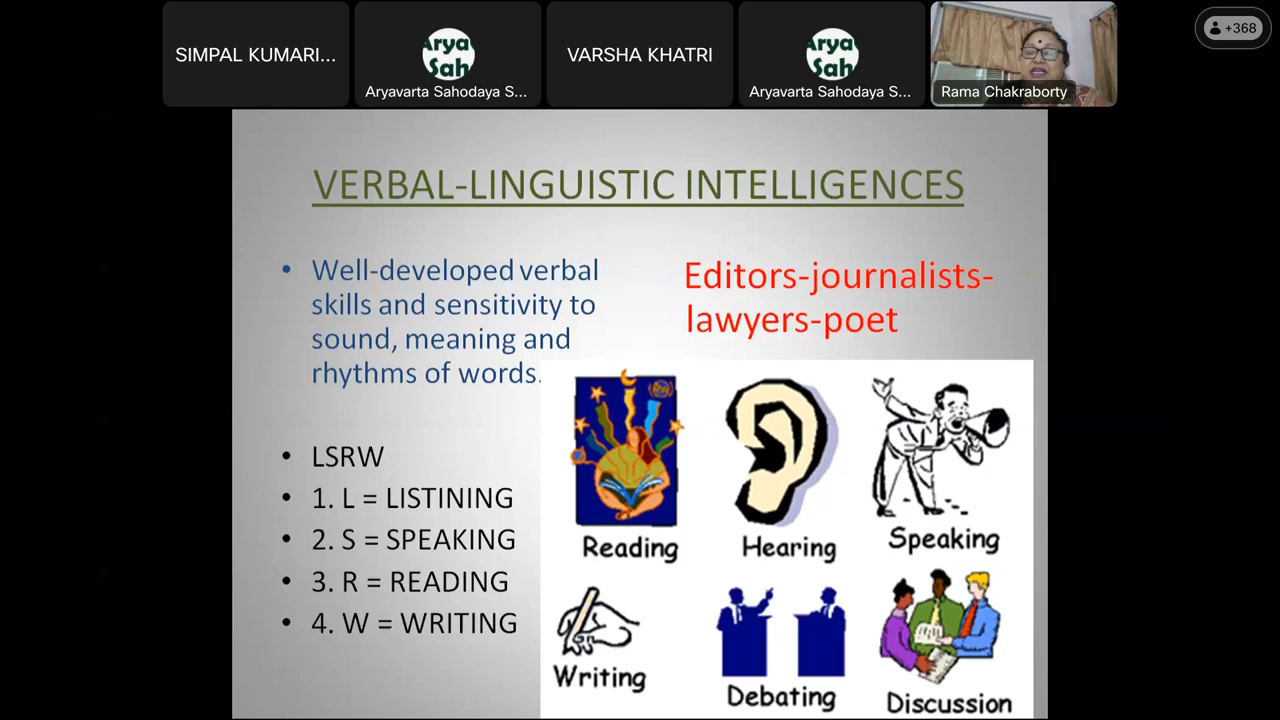 SIMPAL KUMARI...
Arya
Sah
Aryavarta Sahodaya S...
VARSHA KHATRI
Arya
Sah
Aryavarta Sahodaya S...
Rama Chakraborty
+368
VERBAL-LINGUISTIC INTELLIGENCES
• Well-developed verbal
skills and sensitivity to
sound, meaning and
rhythms of words.
Editors-journalists-
lawyers-poet
• LSRW
• 1. L = LISTINING
• 2. S = SPEAKING
• 3. R = READING
• 4. W = WRITING
Reading
Hearing
Speaking
Writing
Debating
Discussion